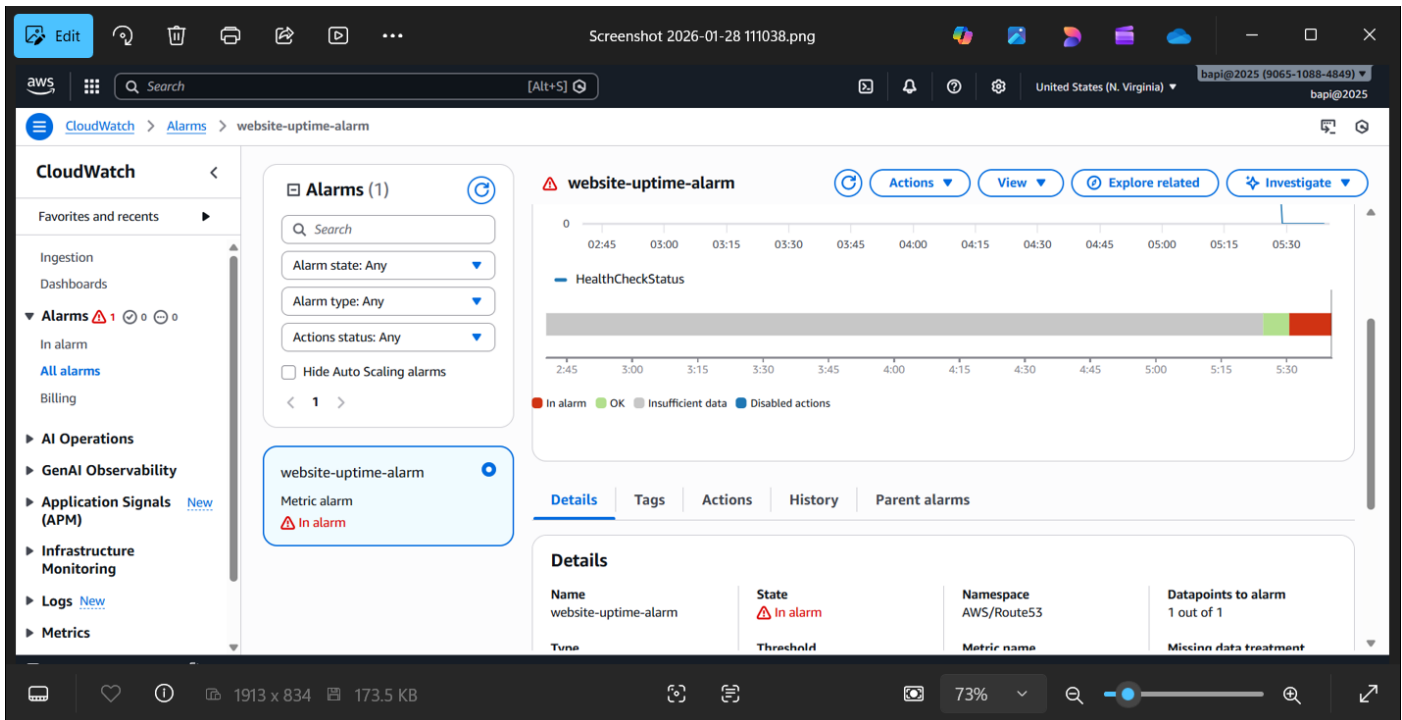 Edit
Screenshot 2026-01-28 111038.png
aws
Search [Alt+S]
United States (N. Virginia)
bapi@2025 (9065-1088-4849)
bapi@2025
CloudWatch > Alarms > website-uptime-alarm
CloudWatch
Favorites and recents
Ingestion
Dashboards
Alarms 1 0 0
In alarm
All alarms
Billing
AI Operations
GenAI Observability
Application Signals New
(APM)
Infrastructure
Monitoring
Logs New
Metrics
Alarms (1)
Search
Alarm state: Any
Alarm type: Any
Actions status: Any
Hide Auto Scaling alarms
1
website-uptime-alarm
Metric alarm
In alarm
website-uptime-alarm
Actions View Explore related Investigate
0
02:45 03:00 03:15 03:30 03:45 04:00 04:15 04:30 04:45 05:00 05:15 05:30
HealthCheckStatus
2:45 3:00 3:15 3:30 3:45 4:00 4:15 4:30 4:45 5:00 5:15 5:30
In alarm OK Insufficient data Disabled actions
Details Tags Actions History Parent alarms
Details
Name State Namespace Datapoints to alarm
website-uptime-alarm In alarm AWS/Route53 1 out of 1
Type Threshold Metric name Missing data treatment
1913 x 834 173.5 KB
73%